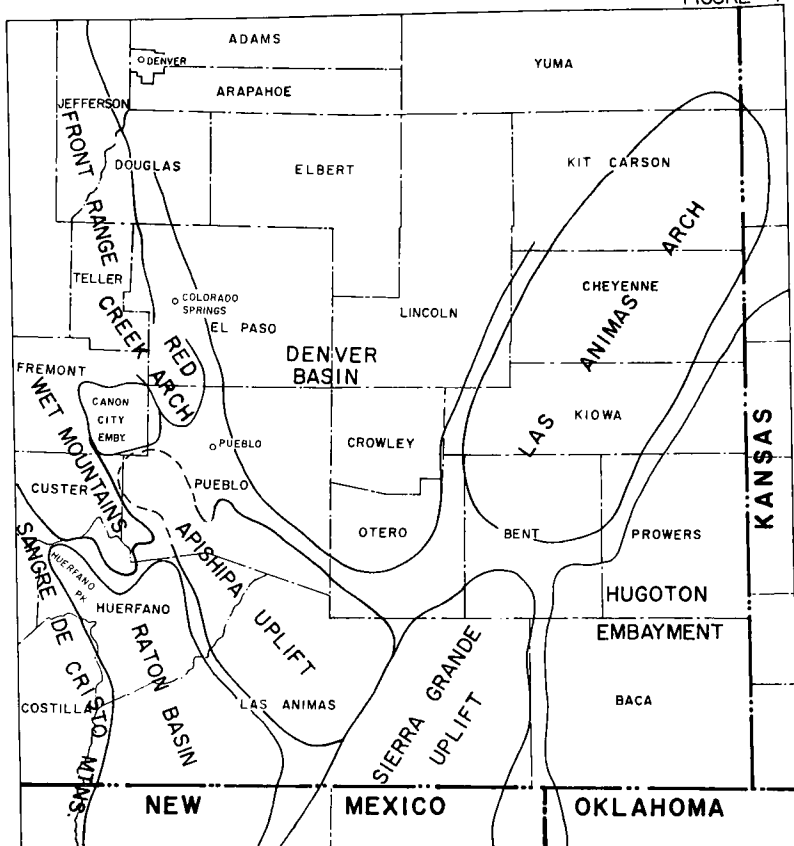 FIGURE
ADAMS
DENVER
YUMA
JEFFERSON
ARAPAHOE
FRONT RANGE
DOUGLAS
ELBERT
KIT CARSON
TELLER
COLORADO
SPRINGS
EL PASO
LINCOLN
CHEYENNE
LAS ANIMAS ARCH
RED
CREEK ARCH
DENVER
BASIN
FREMONT
CANON
CITY
EMBY.
WET MOUNTAINS
PUEBLO
PUEBLO
CROWLEY
KIOWA
KANSAS
CUSTER
OTERO
BENT
PROWERS
APISHIPA
UPLIFT
SANGRE DE CRISTO MTNS.
HUERFANO
PK
HUERFANO
RATON BASIN
HUGOTON
EMBAYMENT
COSTILLA
LAS ANIMAS
SIERRA GRANDE
UPLIFT
BACA
NEW MEXICO
OKLAHOMA